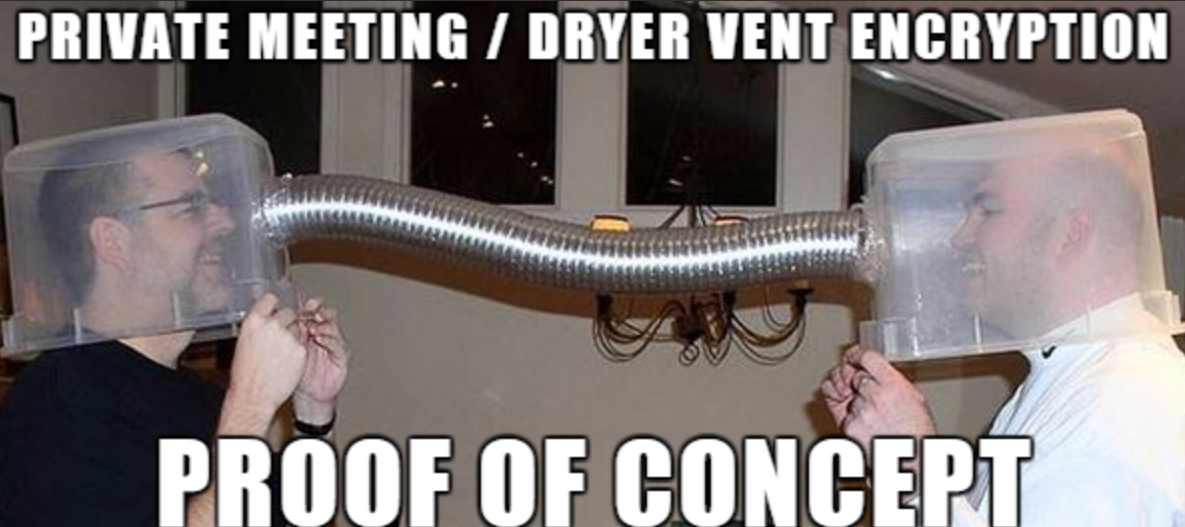 PRIVATE MEETING / DRYER VENT ENCRYPTION
PROOF OF CONCEPT